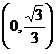 (0, √3/3)